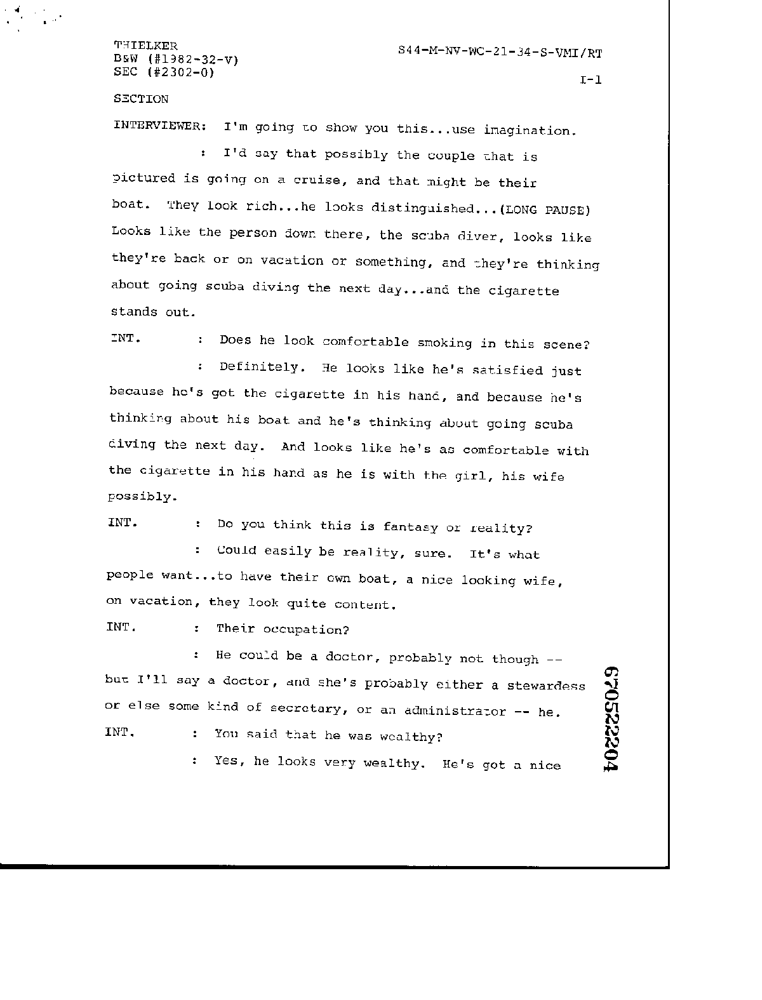 THIELKER
B&W (#1982-32-V)
SEC (#2302-0)
S44-M-NV-WC-21-34-S-VMI/RT
I-1
SECTION
INTERVIEWER: I'm going to show you this...use imagination.
: I'd say that possibly the couple that is
pictured is going on a cruise, and that might be their
boat. They look rich...he looks distinguished...(LONG PAUSE)
Looks like the person down there, the scuba diver, looks like
they're back or on vacation or something, and they're thinking
about going scuba diving the next day...and the cigarette
stands out.
INT. : Does he look comfortable smoking in this scene?
: Definitely. He looks like he's satisfied just
because he's got the cigarette in his hand, and because he's
thinking about his boat and he's thinking about going scuba
diving the next day. And looks like he's as comfortable with
the cigarette in his hand as he is with the girl, his wife
possibly.
INT. : Do you think this is fantasy or reality?
: Could easily be reality, sure. It's what
people want...to have their own boat, a nice looking wife,
on vacation, they look quite content.
INT. : Their occupation?
: He could be a doctor, probably not though --
but I'll say a doctor, and she's probably either a stewardess
or else some kind of secretary, or an administrator -- he.
INT. : You said that he was wealthy?
: Yes, he looks very wealthy. He's got a nice
670522204